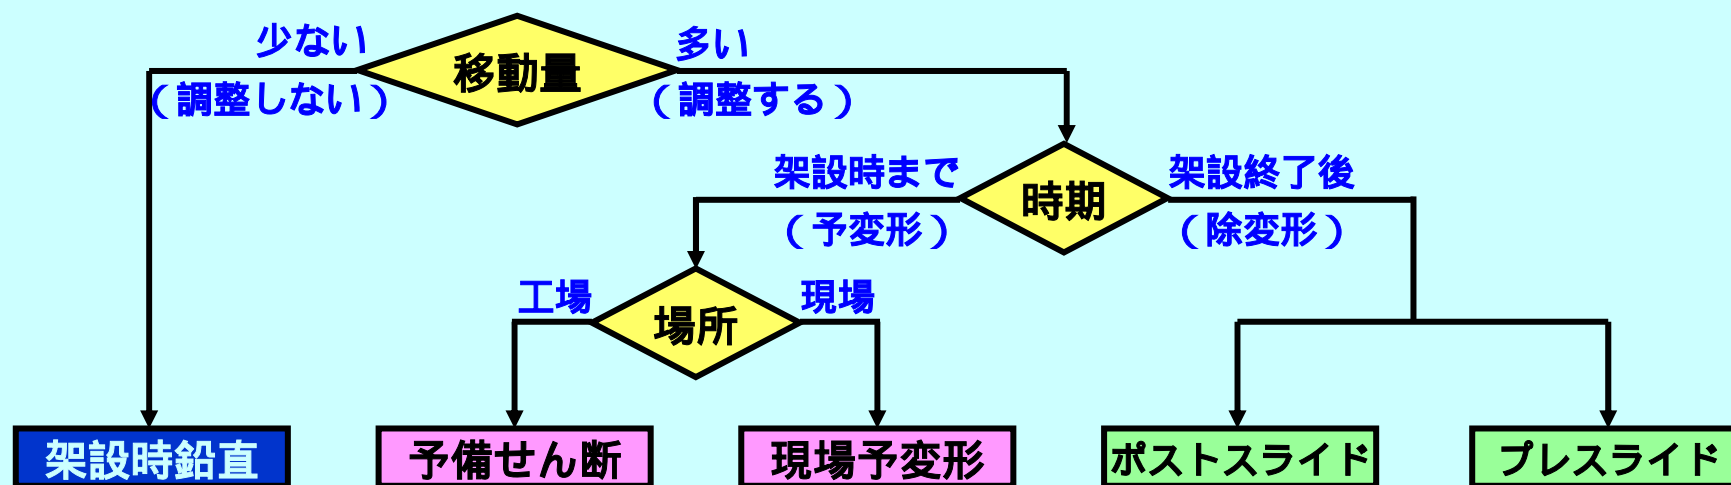 少ない
移動量
多い
（調整しない）
（調整する）
架設時まで
時期
架設終了後
（予変形）
（除変形）
工場
場所
現場
架設時鉛直
予備せん断
現場予変形
ポストスライド
プレスライド